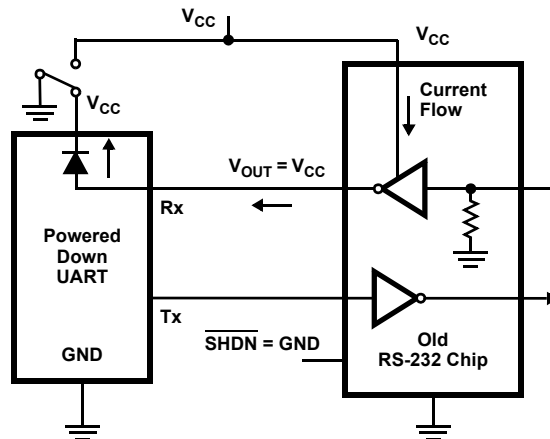 VCC
VCC
VCC
Current
Flow
VOUT = VCC
Rx
Powered
Down
UART
Tx
SHDN = GND
GND
Old
RS-232 Chip